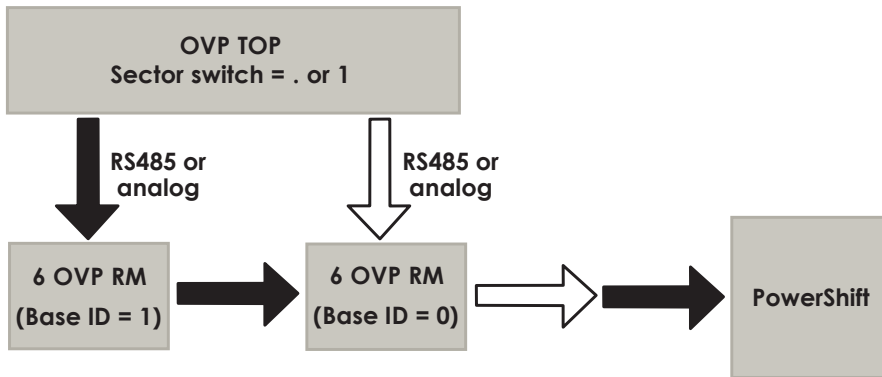 OVP TOP
Sector switch = . or 1
RS485 or
analog
RS485 or
analog
6 OVP RM
(Base ID = 1)
6 OVP RM
(Base ID = 0)
PowerShift